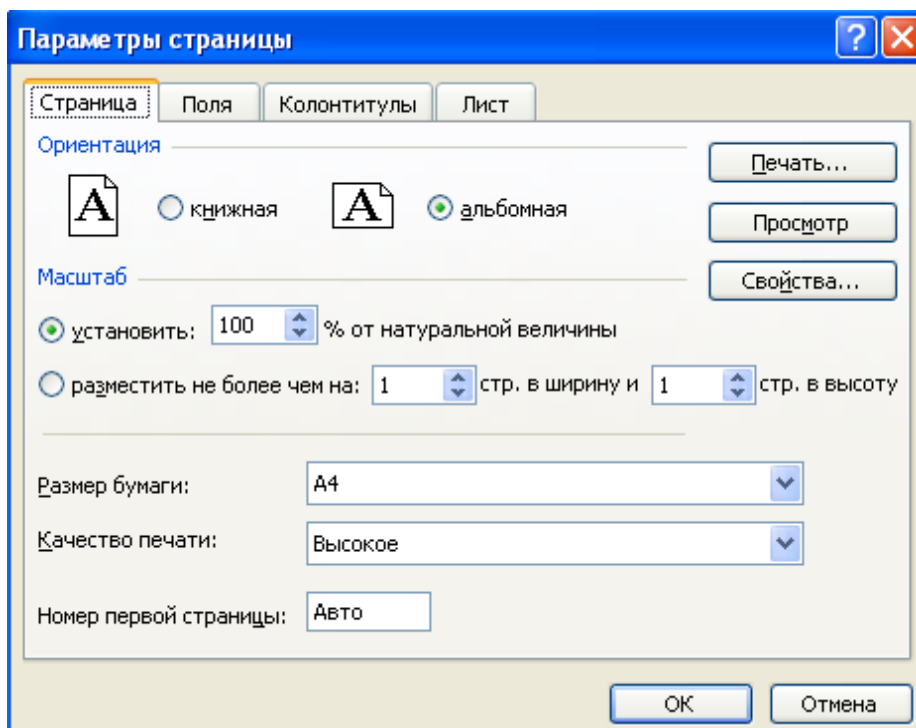 Параметры страницы
Страница Поля Колонтитулы Лист
Ориентация
Печать...
A книжная A альбомная
Просмотр
Масштаб
Свойства...
установить: 100 % от натуральной величины
разместить не более чем на: 1 стр. в ширину и 1 стр. в высоту
Размер бумаги: A4
Качество печати: Высокое
Номер первой страницы: Авто
ОК Отмена